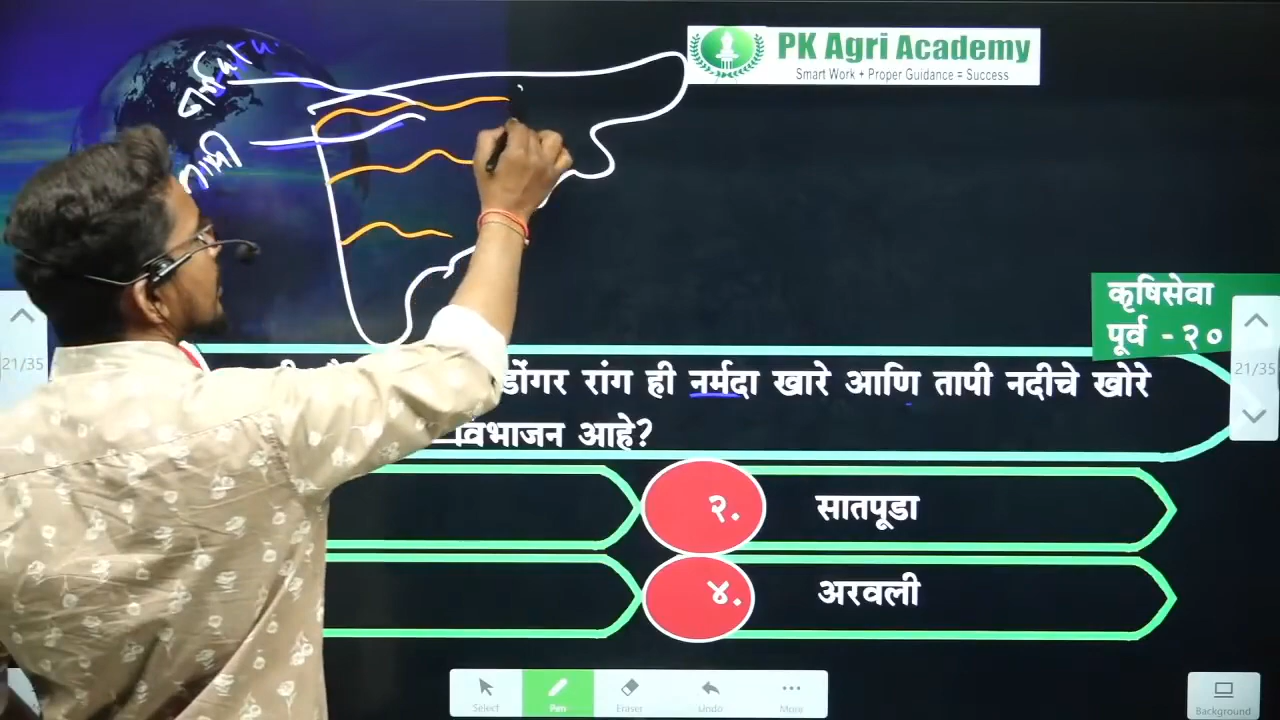 नर्मदा
तापी
PK Agri Academy
Smart Work + Proper Guidance = Success
कृषिसेवा
पूर्व - २०
21/35
21/35
डोंगर रांग ही नर्मदा खारे आणि तापी नदीचे खोरे
विभाजन आहे?
२. सातपूडा
४. अरवली
Select
Pen
Eraser
Undo
More
Background